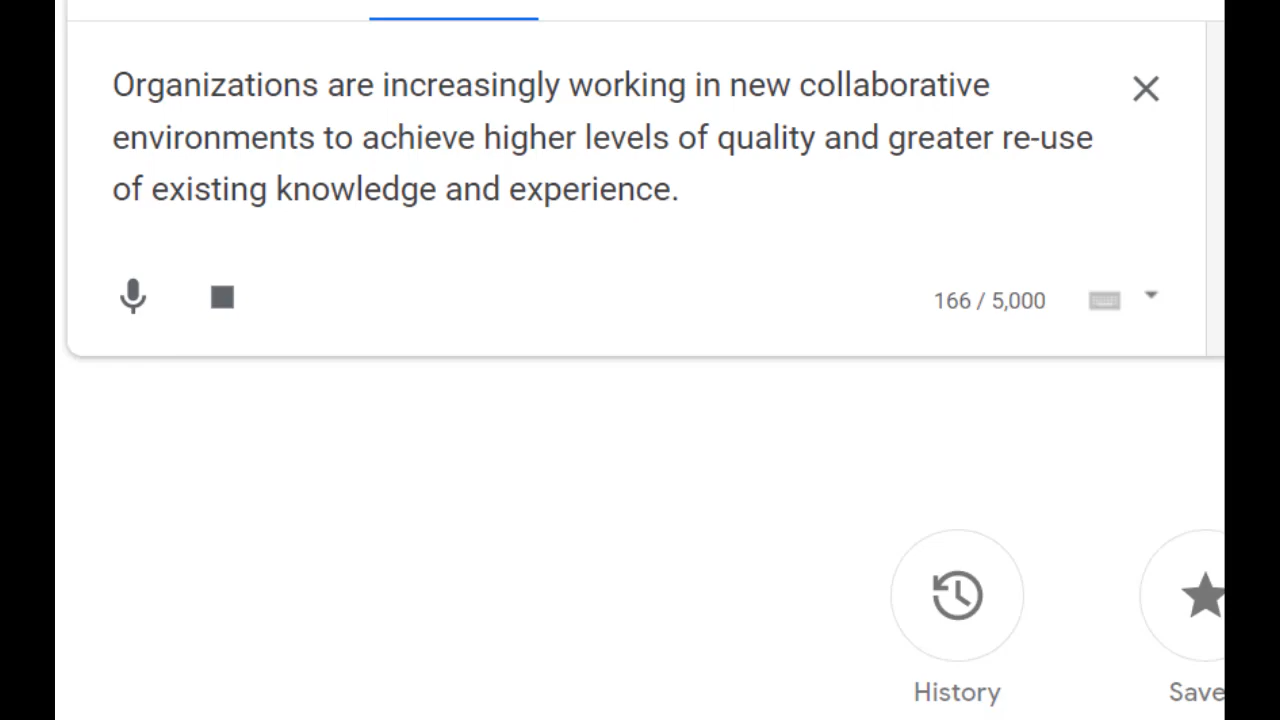 Organizations are increasingly working in new collaborative
environments to achieve higher levels of quality and greater re-use
of existing knowledge and experience.
166 / 5,000
History
Save